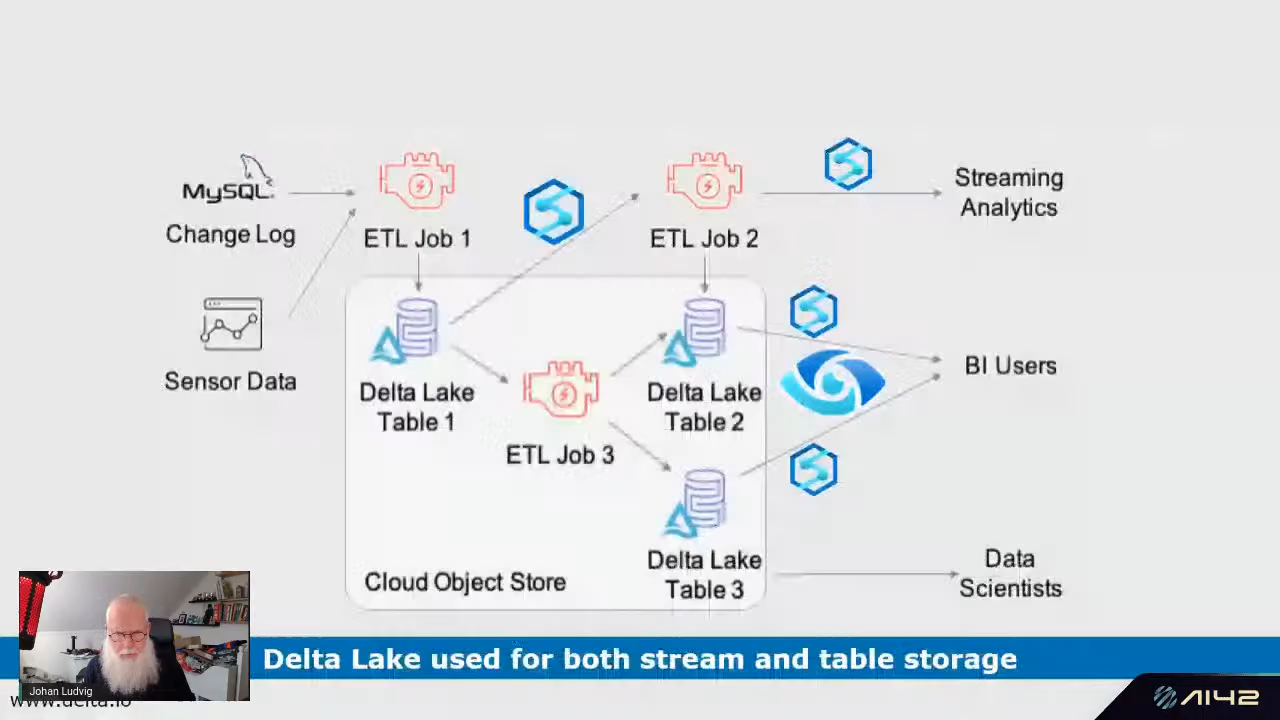 MySQL
Change Log
ETL Job 1
ETL Job 2
Streaming
Analytics
Sensor Data
Delta Lake
Table 1
ETL Job 3
Delta Lake
Table 2
BI Users
Delta Lake
Table 3
Cloud Object Store
Data
Scientists
Delta Lake used for both stream and table storage
Johan Ludvig
www.delta.io
AI42